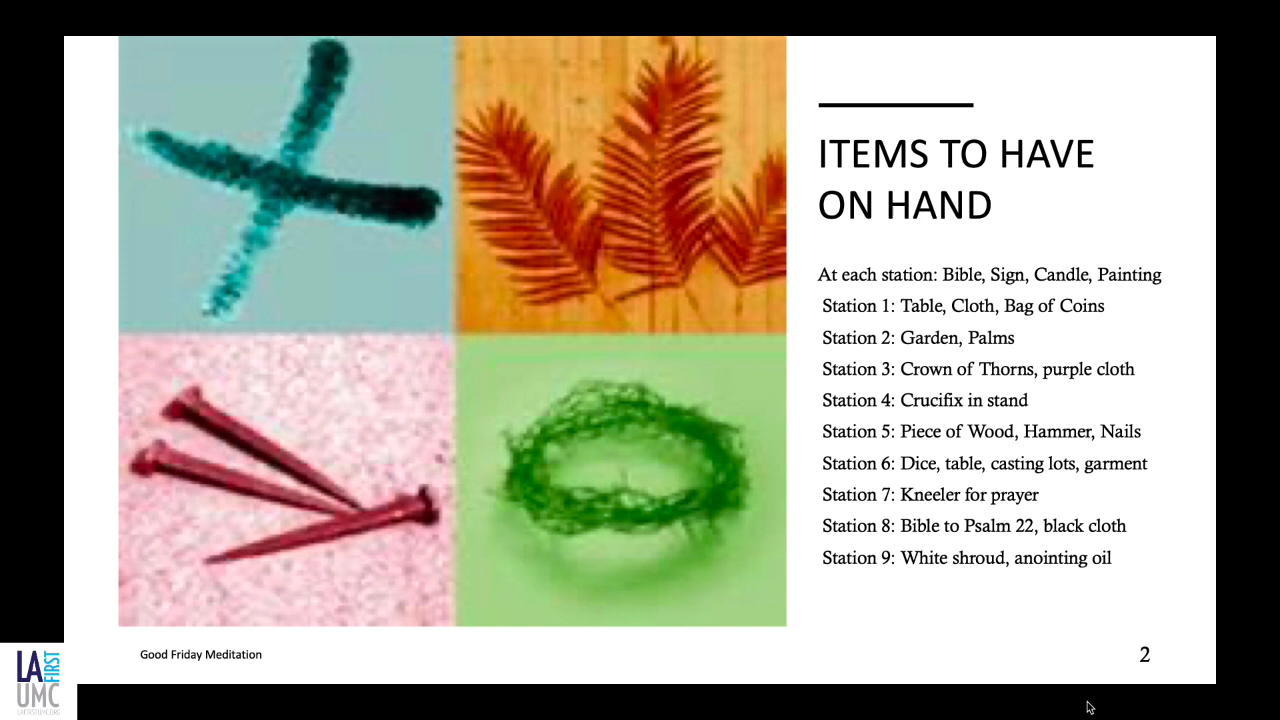 ITEMS TO HAVE
ON HAND
At each station: Bible, Sign, Candle, Painting
Station 1: Table, Cloth, Bag of Coins
Station 2: Garden, Palms
Station 3: Crown of Thorns, purple cloth
Station 4: Crucifix in stand
Station 5: Piece of Wood, Hammer, Nails
Station 6: Dice, table, casting lots, garment
Station 7: Kneeler for prayer
Station 8: Bible to Psalm 22, black cloth
Station 9: White shroud, anointing oil
Good Friday Meditation
2
LA
FIRST
UMC
LAFIRSTUMC.ORG